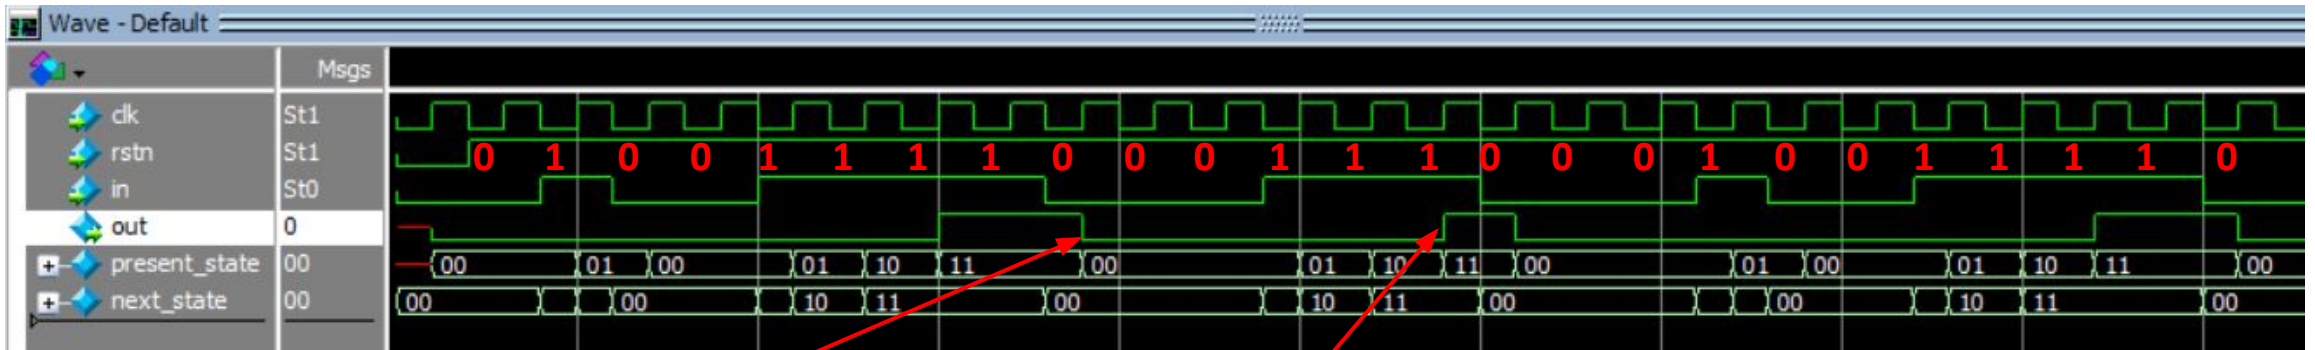 Wave - Default
Msgs
clk St1
rstn St1 0 1 0 0 1 1 1 1 0 0 0 1 1 1 0 0 0 1 0 0 1 1 1 1 0
in St0
out 0
present_state 00 00 01 00 01 10 11 00 01 10 11 00 01 00 01 10 11 00
next_state 00 00 00 10 11 00 10 11 00 00 10 11 00